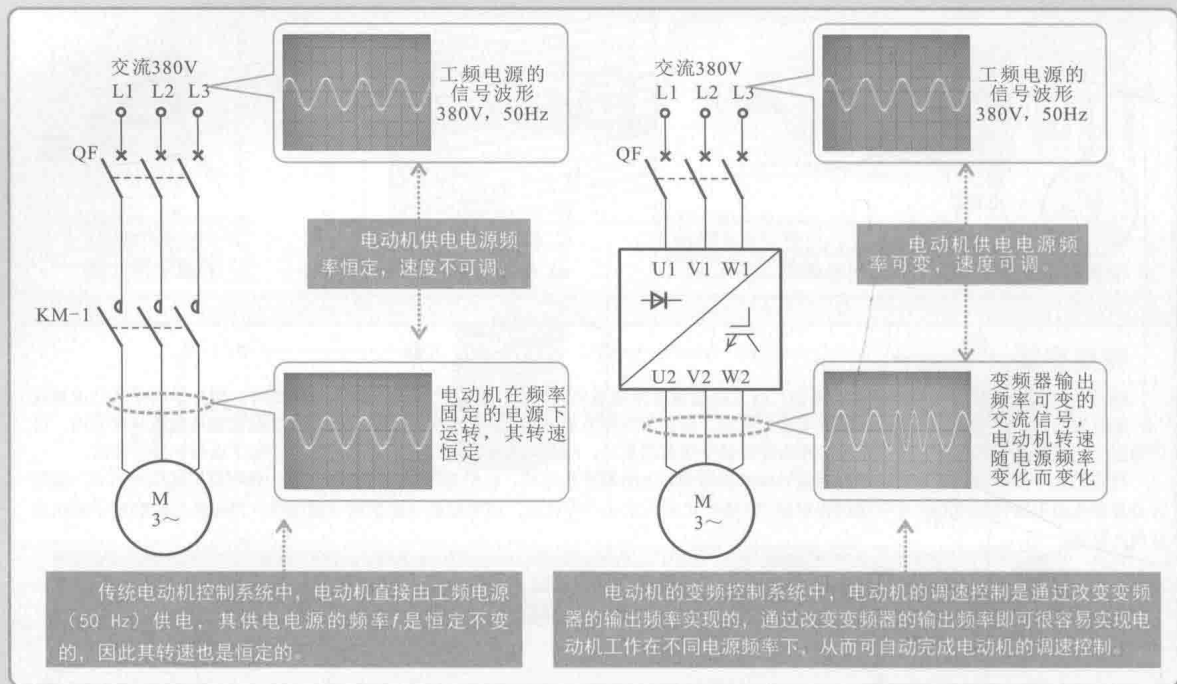 交流380V
L1 L2 L3
QF
KM-1
M
3～
工频电源的
信号波形
380V，50Hz
电动机供电电源频
率恒定，速度不可调。
电动机在频率
固定的电源下
运转，其转速
恒定
传统电动机控制系统中，电动机直接由工频电源
（50 Hz）供电，其供电电源的频率f₁是恒定不变
的，因此其转速也是恒定的。
交流380V
L1 L2 L3
QF
U1 V1 W1
U2 V2 W2
M
3～
工频电源的
信号波形
380V，50Hz
电动机供电电源频
率可变，速度可调。
变频器输出
频率可变的
交流信号，
电动机转速
随电源频率
变化而变化
电动机的变频控制系统中，电动机的调速控制是通过改变变频
器的输出频率实现的，通过改变变频器的输出频率即可很容易实现电
动机工作在不同电源频率下，从而可自动完成电动机的调速控制。